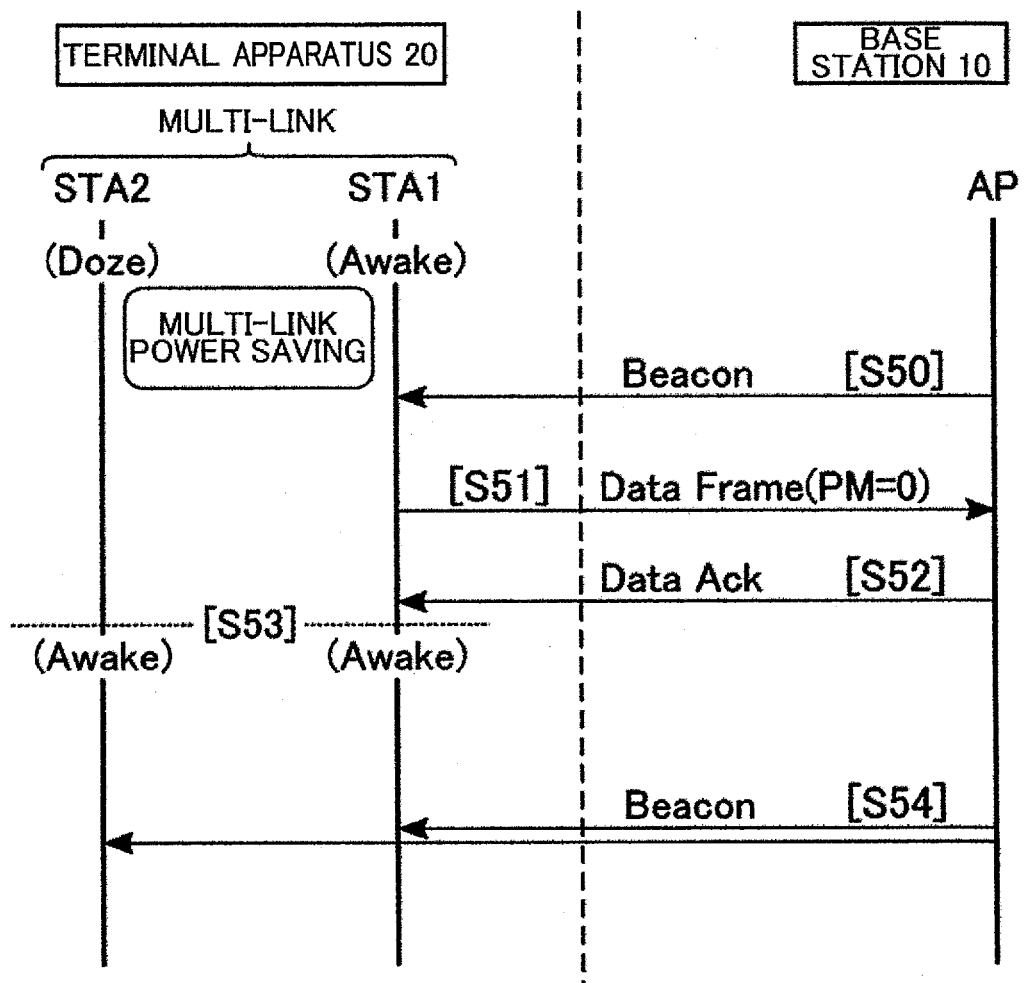 TERMINAL APPARATUS 20
BASE
STATION 10
MULTI-LINK
STA2
STA1
AP
(Doze)
(Awake)
MULTI-LINK
POWER SAVING
Beacon [S50]
[S51] Data Frame(PM=0)
Data Ack [S52]
[S53]
(Awake)
(Awake)
Beacon [S54]